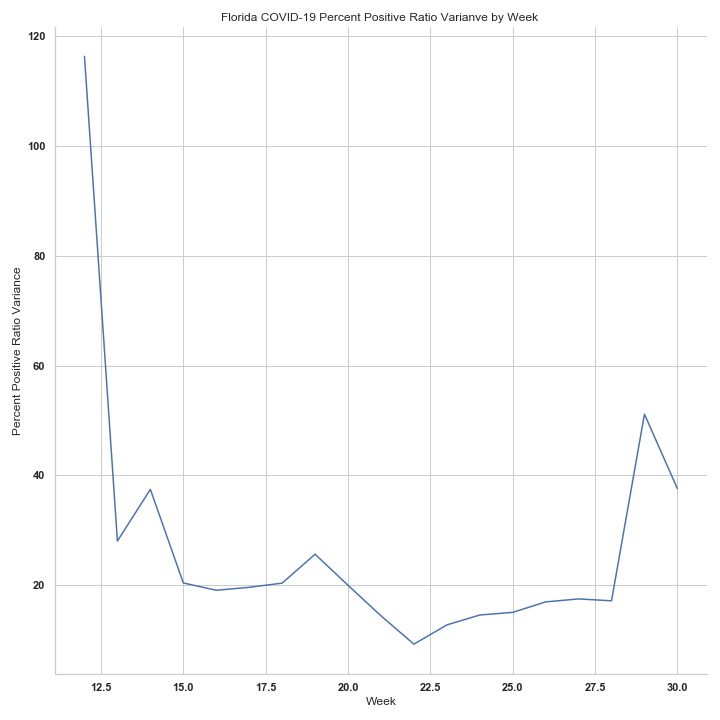 Florida COVID-19 Percent Positive Ratio Varianve by Week
120
100
80
60
40
20
Percent Positive Ratio Variance
12.5 15.0 17.5 20.0 22.5 25.0 27.5 30.0
Week